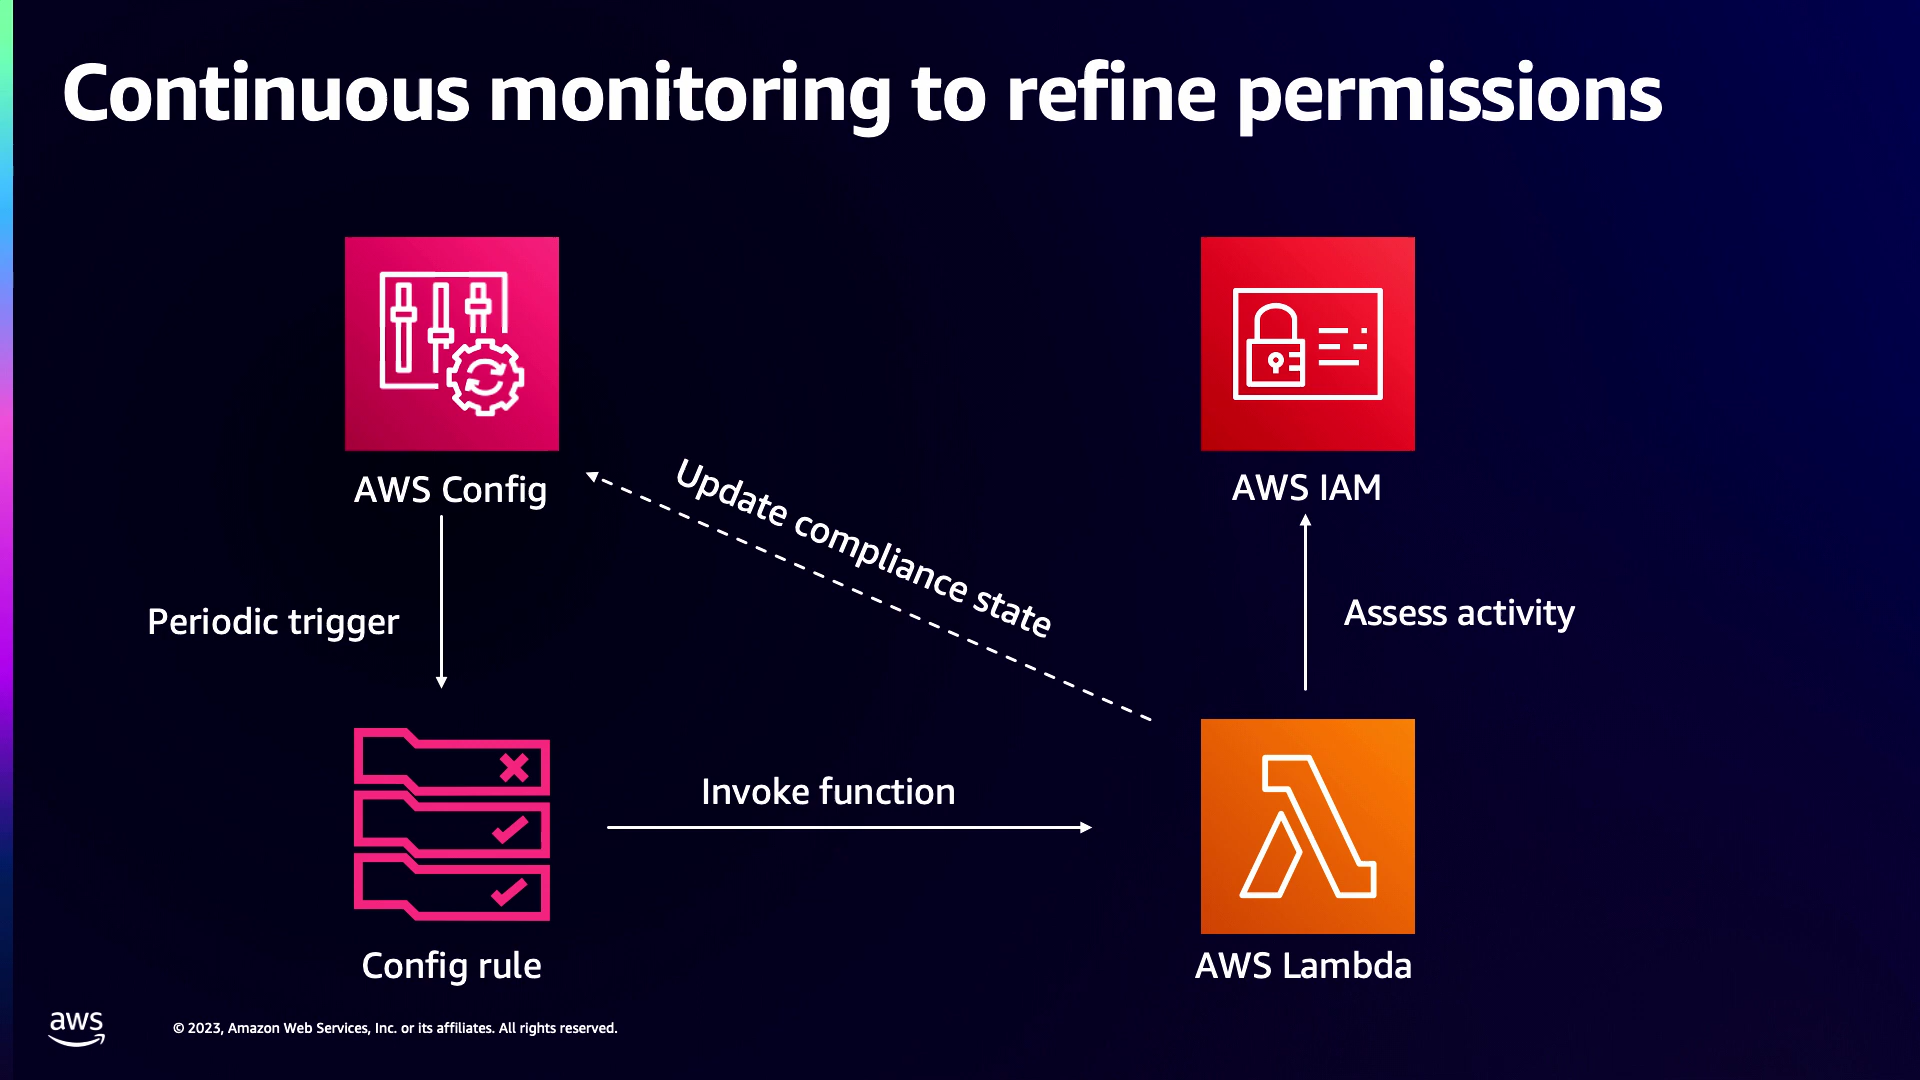 Continuous monitoring to refine permissions
AWS Config
AWS IAM
Update compliance state
Periodic trigger
Assess activity
Invoke function
Config rule
AWS Lambda
aws
© 2023, Amazon Web Services, Inc. or its affiliates. All rights reserved.